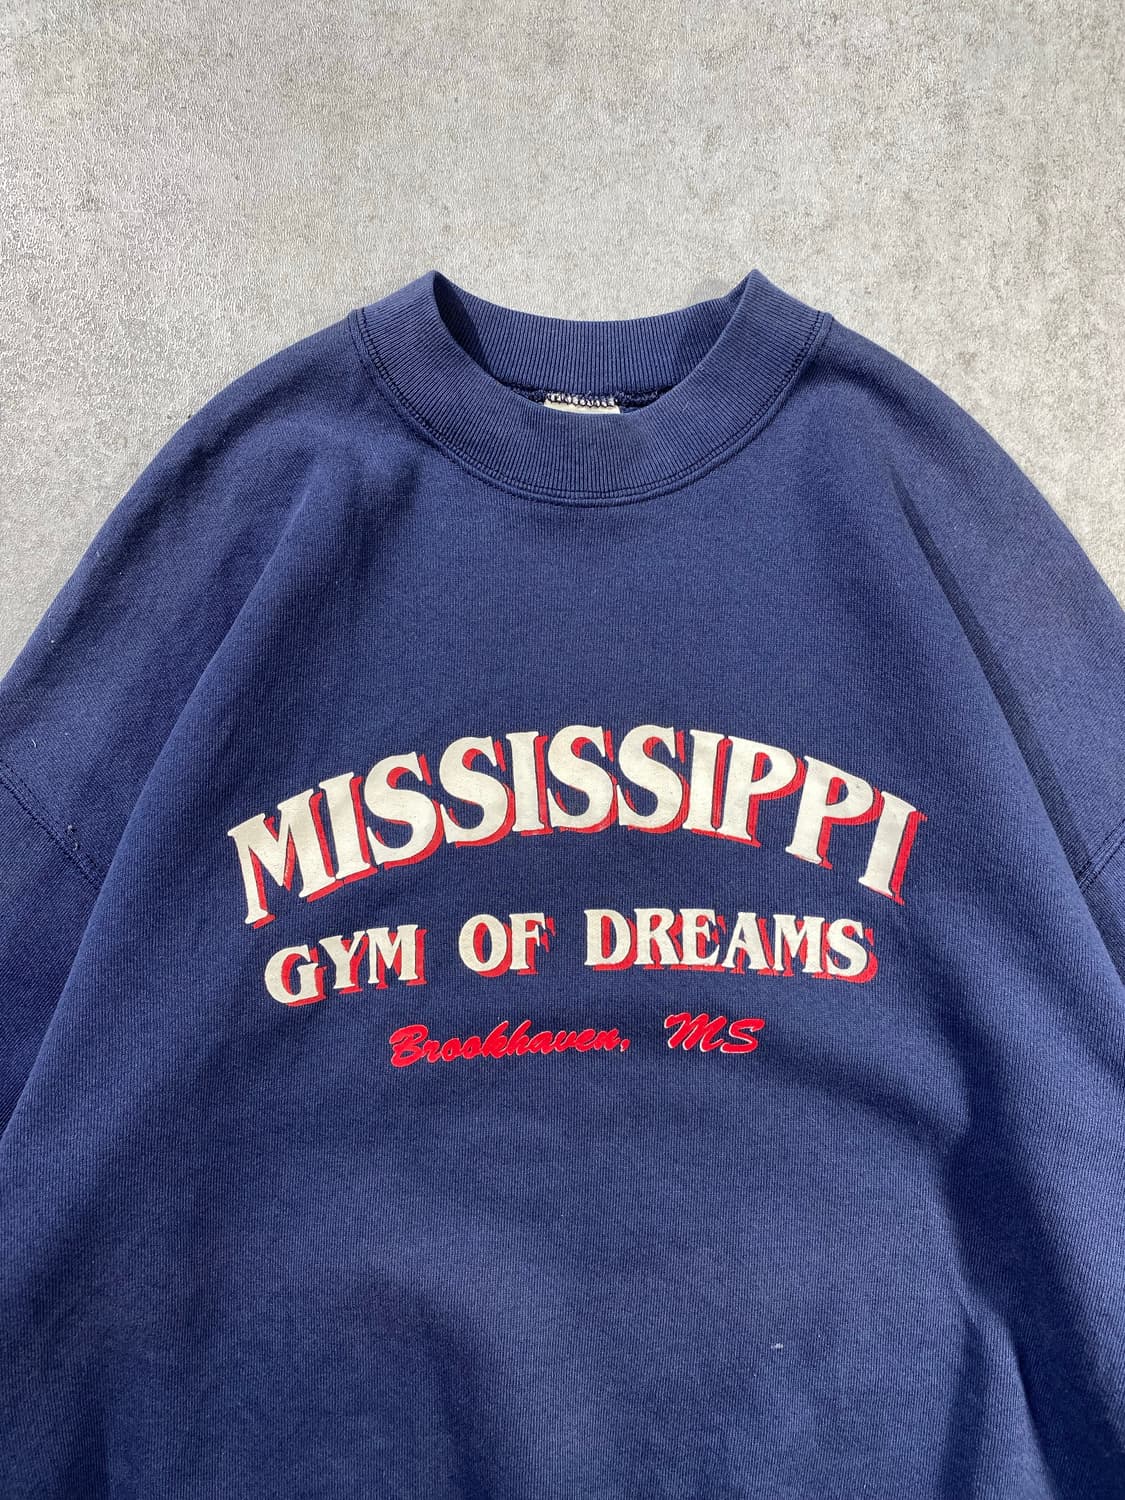 MISSISSIPPI
GYM OF DREAMS
Brookhaven, MS